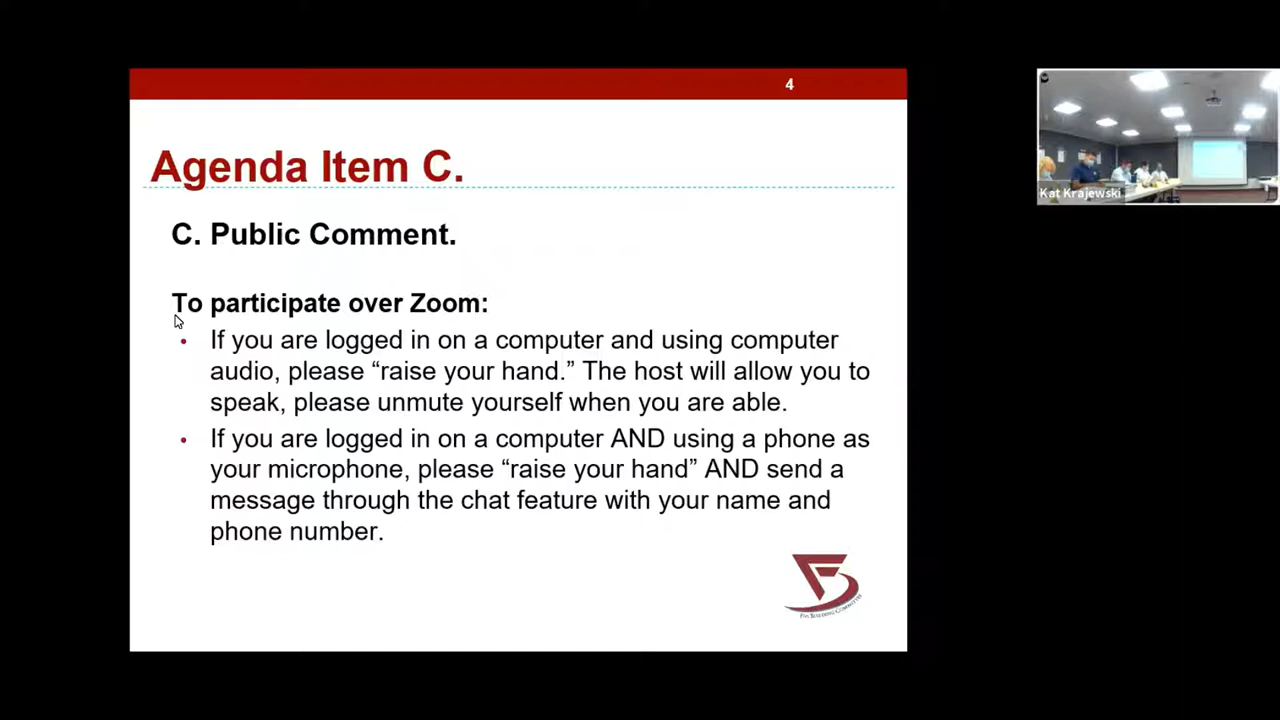 4
Agenda Item C.
C. Public Comment.
To participate over Zoom:
• If you are logged in on a computer and using computer
audio, please “raise your hand.” The host will allow you to
speak, please unmute yourself when you are able.
• If you are logged in on a computer AND using a phone as
your microphone, please “raise your hand” AND send a
message through the chat feature with your name and
phone number.
Building Committee
Kat Krajewski